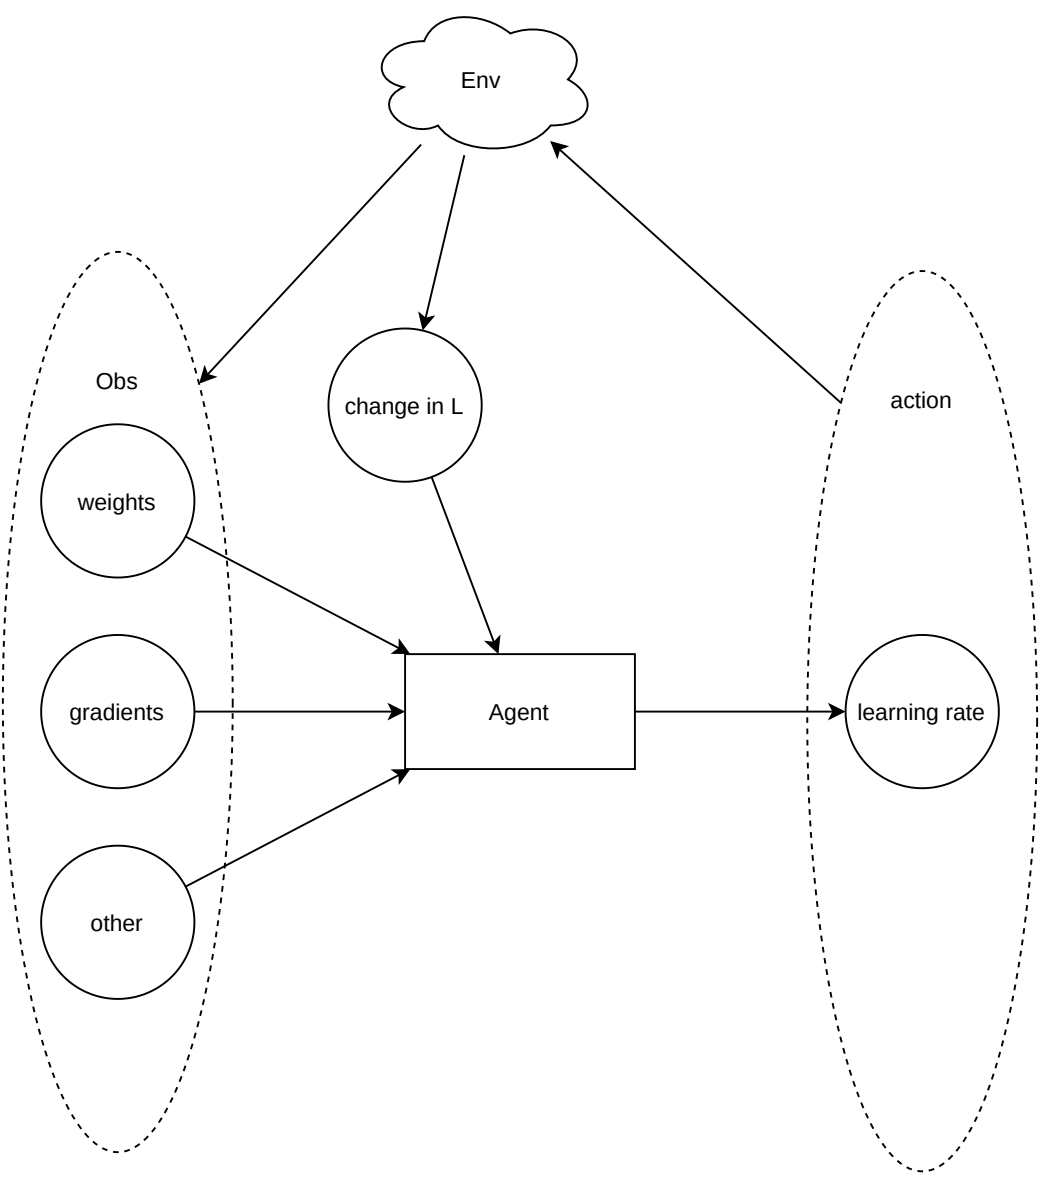 Env
Obs
action
change in L
weights
gradients
Agent
learning rate
other